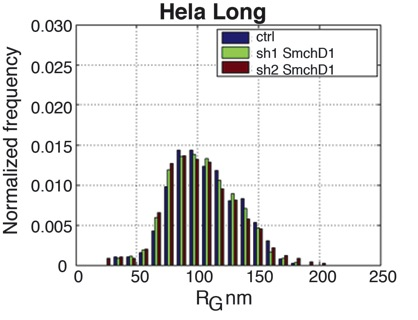 Hela Long
Normalized frequency
0.030
0.025
0.020
0.015
0.010
0.005
0
ctrl
sh1 SmchD1
sh2 SmchD1
0 50 100 150 200 250
RG nm